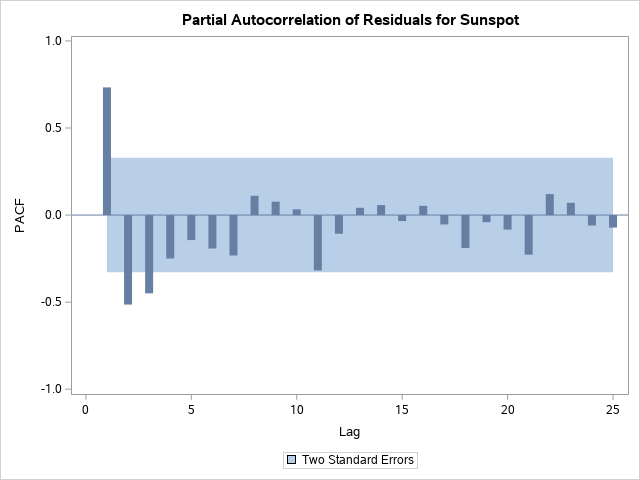 Partial Autocorrelation of Residuals for Sunspot
1.0
0.5
0.0
-0.5
-1.0
PACF
0 5 10 15 20 25
Lag
Two Standard Errors